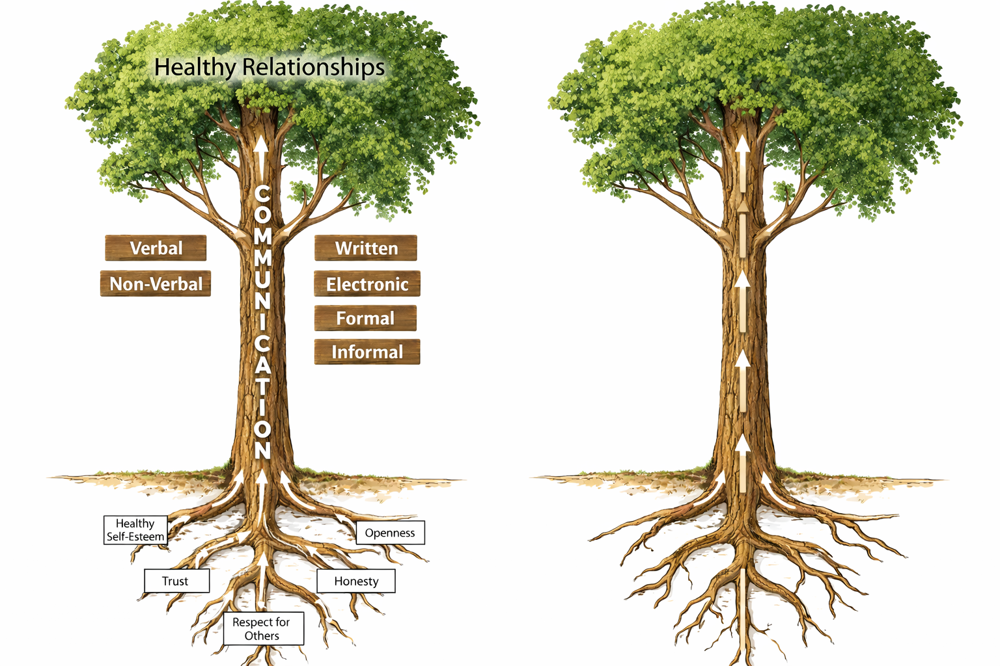 Healthy Relationships
COMMUNICATION
Verbal
Non-Verbal
Written
Electronic
Formal
Informal
Healthy
Self-Esteem
Openness
Trust
Honesty
Respect for
Others